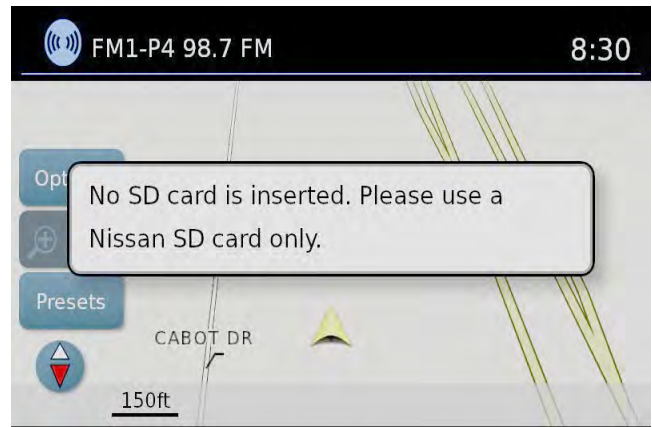 FM1-P4 98.7 FM
8:30
Opt
No SD card is inserted. Please use a
Nissan SD card only.
Presets
CABOT DR
150ft